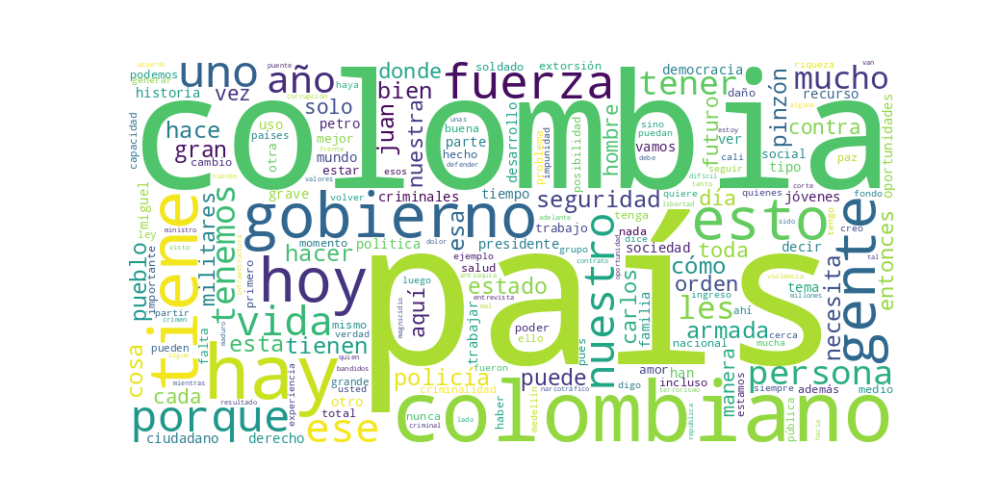 colombia
país
colombiano
gobierno
hoy
hay
tiene
gente
fuerza
esto
nuestro
porque
vida
uno
año
tener
mucho
persona
tenemos
ese
esta
tienen
les
puede
policía
armada
seguridad
estado
hacer
aquí
juan
bien
donde
vez
solo
gran
hace
nuestra
hombre
futuro
pinzón
contra
día
toda
cómo
orden
carlos
manera
necesita
entonces
cosa
cada
pueblo
militares
esa
historia
podemos
generar
acuerdo
puente
haya
corrupción
soldado
extorsión
democracia
daño
riqueza
van
recurso
alguna
capacidad
uso
países
otra
petro
mejor
mundo
cambio
estar
esos
buena
parte
hecho
defender
desarrollo
unas
problema
impunidad
posibilidad
sino
puedan
debe
vamos
ver
estoy
cali
social
seguir
tipo
paz
oportunidades
difícil
tanto
frente
valores
volver
criminales
tiempo
grave
miguel
ley
ministro
importante
visto
partir
crimen
maduro
sigue
falta
pueden
mientras
ciudadano
derecho
resultado
quien
bandidos
grande
usted
experiencia
total
otro
mismo
verdad
momento
política
primero
dolor
presidente
adelante
grupo
trabajo
ejemplo
salud
antioquia
mal
entrevista
luego
magnicidio
contrato
dice
tenga
nada
oportunidad
sociedad
quiere
libertad
quienes
corte
jóvenes
sido
creo
tengo
fondo
tal
decir
tema
violencia
millones
ingreso
ahí
nacional
cerca
mucha
familia
poder
ello
pues
trabajar
fueron
criminalidad
nunca
criminal
lado
haber
medellín
narcotráfico
digo
amor
incluso
han
terrorismo
estamos
siempre
además
medio
república
pública
hacia
ciendo